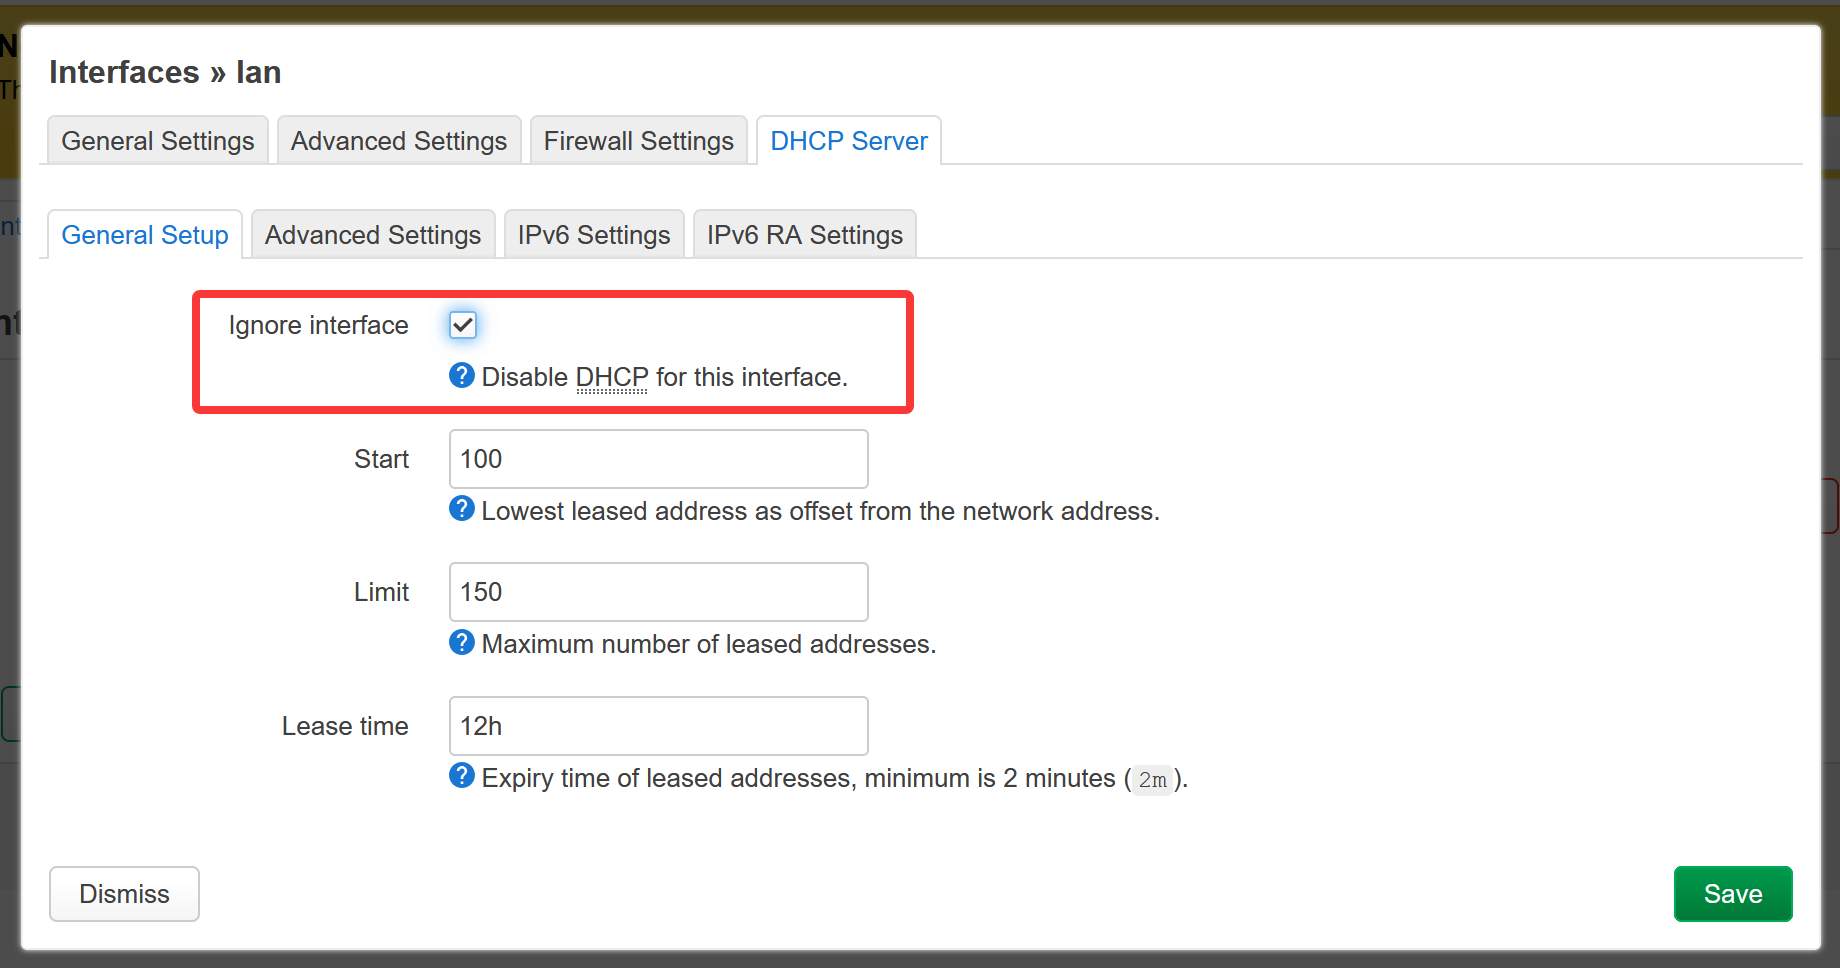 Interfaces » lan
General Settings Advanced Settings Firewall Settings DHCP Server
General Setup Advanced Settings IPv6 Settings IPv6 RA Settings
Ignore interface
Disable DHCP for this interface.
Start 100
Lowest leased address as offset from the network address.
Limit 150
Maximum number of leased addresses.
Lease time 12h
Expiry time of leased addresses, minimum is 2 minutes (2m).
Dismiss Save